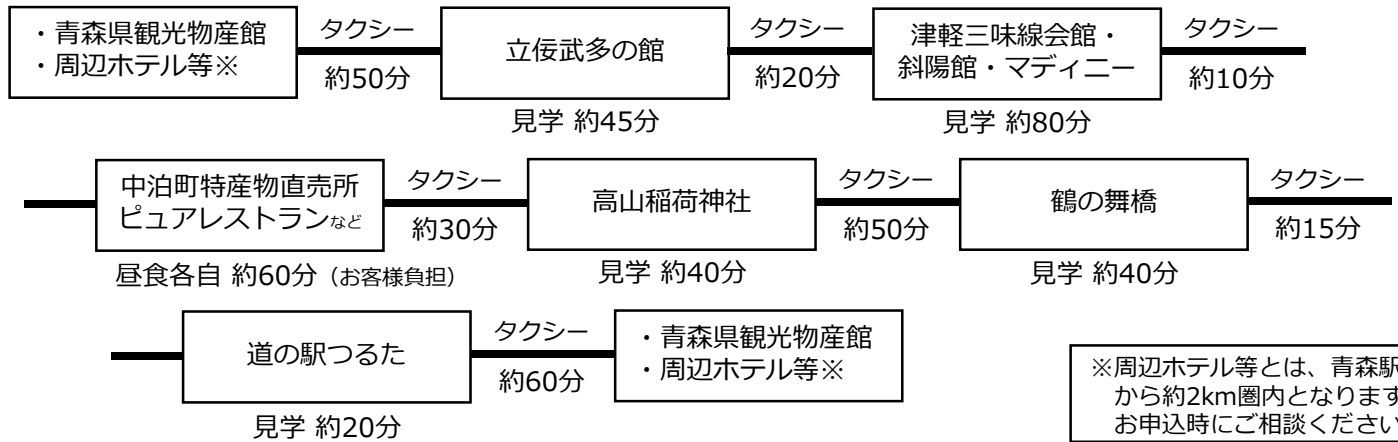 ・青森県観光物産館
・周辺ホテル等※
タクシー
約50分
立佞武多の館
見学 約45分
タクシー
約20分
津軽三味線会館・
斜陽館・マディニー
見学 約80分
タクシー
約10分
中泊町特産物直売所
ピュアレストランなど
昼食各自 約60分（お客様負担）
タクシー
約30分
高山稲荷神社
見学 約40分
タクシー
約50分
鶴の舞橋
見学 約40分
タクシー
約15分
道の駅つるた
見学 約20分
タクシー
約60分
・青森県観光物産館
・周辺ホテル等※
※周辺ホテル等とは、青森駅
から約2km圏内となります
お申込時にご相談ください